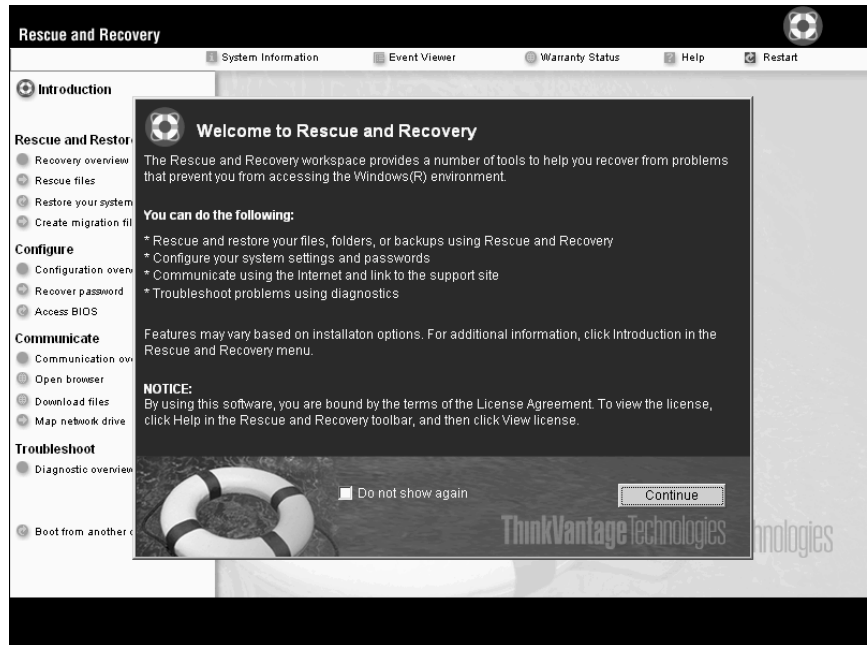 Rescue and Recovery
System Information Event Viewer Warranty Status Help Restart
Introduction
Rescue and Restor
Recovery overview
Rescue files
Restore your system
Create migration fil
Configure
Configuration overv
Recover password
Access BIOS
Communicate
Communication ov
Open browser
Download files
Map network drive
Troubleshoot
Diagnostic overview
Boot from another
Welcome to Rescue and Recovery
The Rescue and Recovery workspace provides a number of tools to help you recover from problems
that prevent you from accessing the Windows(R) environment.
You can do the following:
* Rescue and restore your files, folders, or backups using Rescue and Recovery
* Configure your system settings and passwords
* Communicate using the Internet and link to the support site
* Troubleshoot problems using diagnostics
Features may vary based on installaton options. For additional information, click Introduction in the
Rescue and Recovery menu.
NOTICE:
By using this software, you are bound by the terms of the License Agreement. To view the license,
click Help in the Rescue and Recovery toolbar, and then click View license.
Do not show again
Continue
ThinkVantage Technologies
hnologies